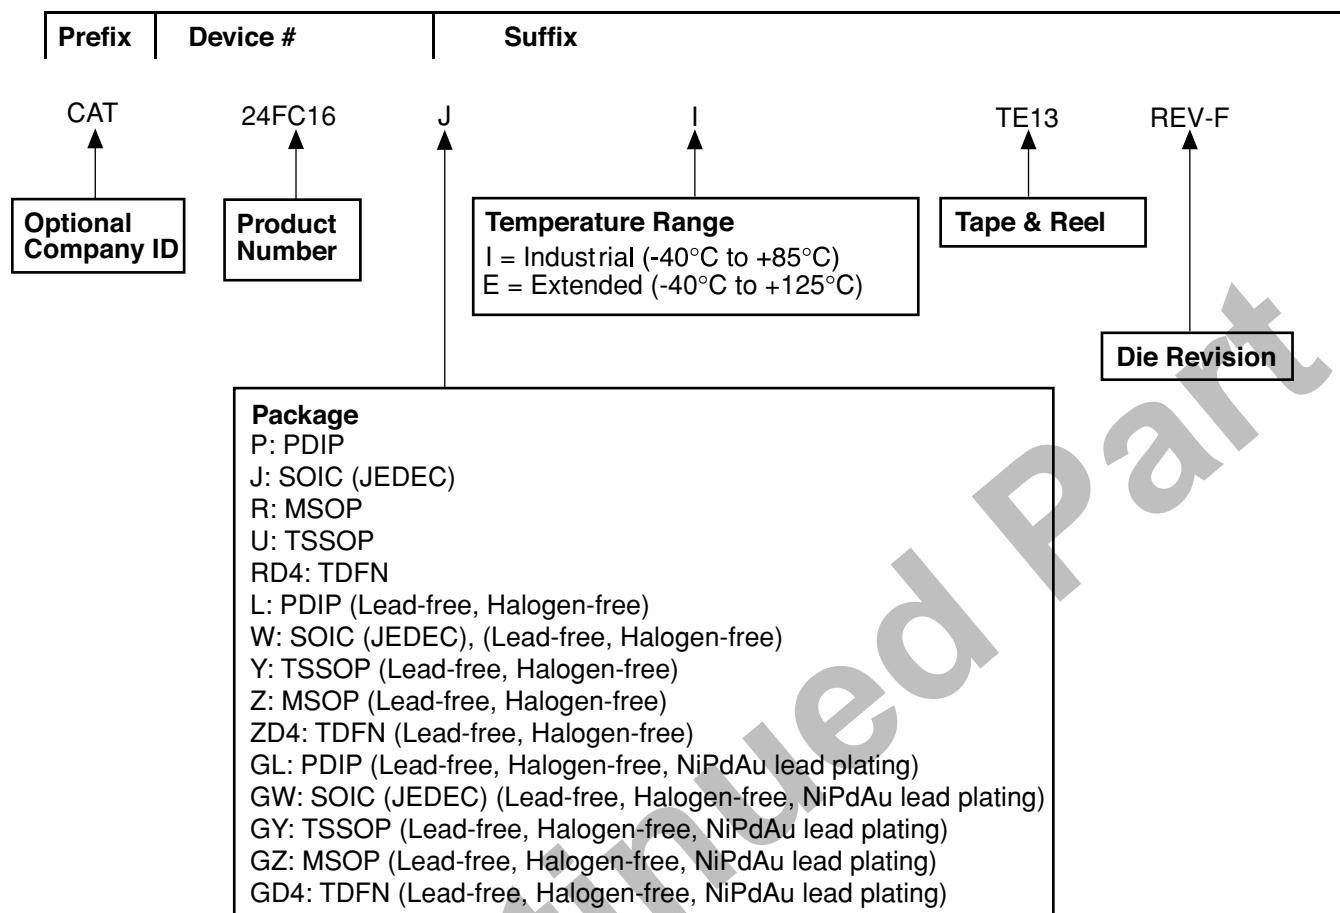 Prefix Device # Suffix
CAT 24FC16 J I TE13 REV-F
Optional
Company ID
Product
Number
Temperature Range
I = Industrial (-40°C to +85°C)
E = Extended (-40°C to +125°C)
Tape & Reel
Die Revision
Package
P: PDIP
J: SOIC (JEDEC)
R: MSOP
U: TSSOP
RD4: TDFN
L: PDIP (Lead-free, Halogen-free)
W: SOIC (JEDEC), (Lead-free, Halogen-free)
Y: TSSOP (Lead-free, Halogen-free)
Z: MSOP (Lead-free, Halogen-free)
ZD4: TDFN (Lead-free, Halogen-free)
GL: PDIP (Lead-free, Halogen-free, NiPdAu lead plating)
GW: SOIC (JEDEC) (Lead-free, Halogen-free, NiPdAu lead plating)
GY: TSSOP (Lead-free, Halogen-free, NiPdAu lead plating)
GZ: MSOP (Lead-free, Halogen-free, NiPdAu lead plating)
GD4: TDFN (Lead-free, Halogen-free, NiPdAu lead plating)
tinued Part